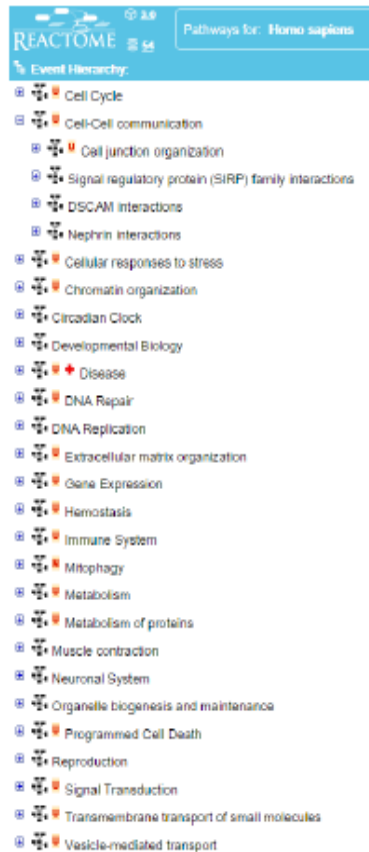 REACTOME 3.0 54 Pathways for: Homo sapiens
Event Hierarchy:
Cell Cycle
Cell-Cell communication
Cell junction organization
Signal regulatory protein (SIRP) family interactions
DSCAM interactions
Nephrin interactions
Cellular responses to stress
Chromatin organization
Circadian Clock
Developmental Biology
Disease
DNA Repair
DNA Replication
Extracellular matrix organization
Gene Expression
Hemostasis
Immune System
Mitophagy
Metabolism
Metabolism of proteins
Muscle contraction
Neuronal System
Organelle biogenesis and maintenance
Programmed Cell Death
Reproduction
Signal Transduction
Transmembrane transport of small molecules
Vesicle-mediated transport